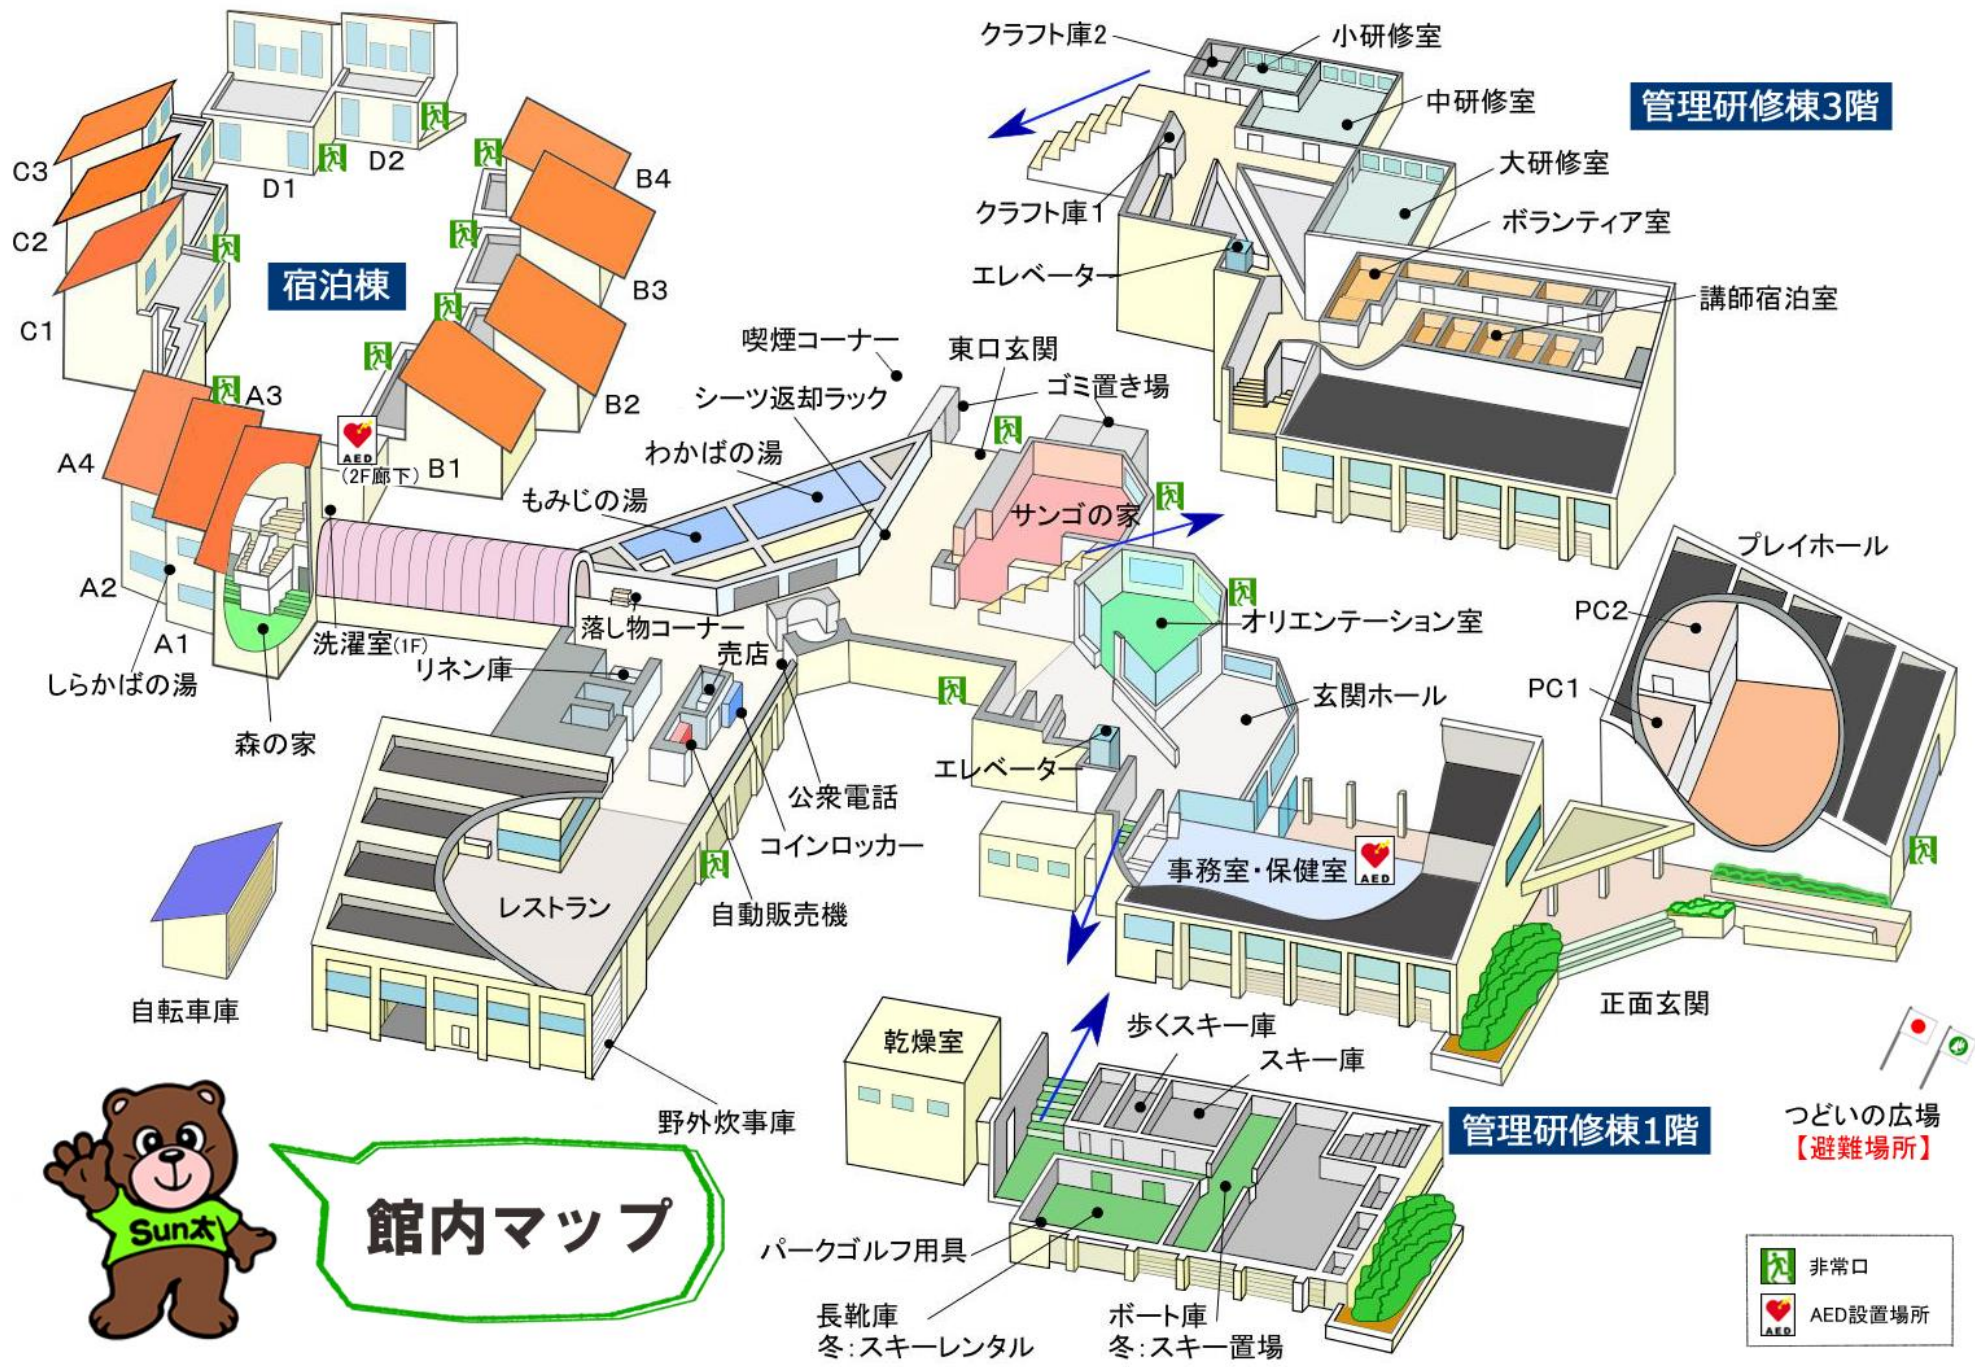 クラフト庫2
小研修室
中研修室
管理研修棟3階
大研修室
クラフト庫1
ボランティア室
エレベーター
講師宿泊室
C3
C2
C1
D1
D2
B4
B3
B2
B1
宿泊棟
A3
A4
A2
A1
AED
(2F廊下)
喫煙コーナー
東口玄関
ゴミ置き場
シーツ返却ラック
わかばの湯
もみじの湯
サンゴの家
プレイホール
PC2
PC1
オリエンテーション室
落し物コーナー
洗濯室(1F)
リネン庫
売店
しらかばの湯
森の家
玄関ホール
エレベーター
公衆電話
コインロッカー
自動販売機
レストラン
事務室・保健室
AED
自転車庫
正面玄関
野外炊事庫
乾燥室
歩くスキー庫
スキー庫
管理研修棟1階
つどいの広場
【避難場所】
Sun太
館内マップ
パークゴルフ用具
長靴庫
冬:スキーレンタル
ボート庫
冬:スキー置場
非常口
AED
AED設置場所